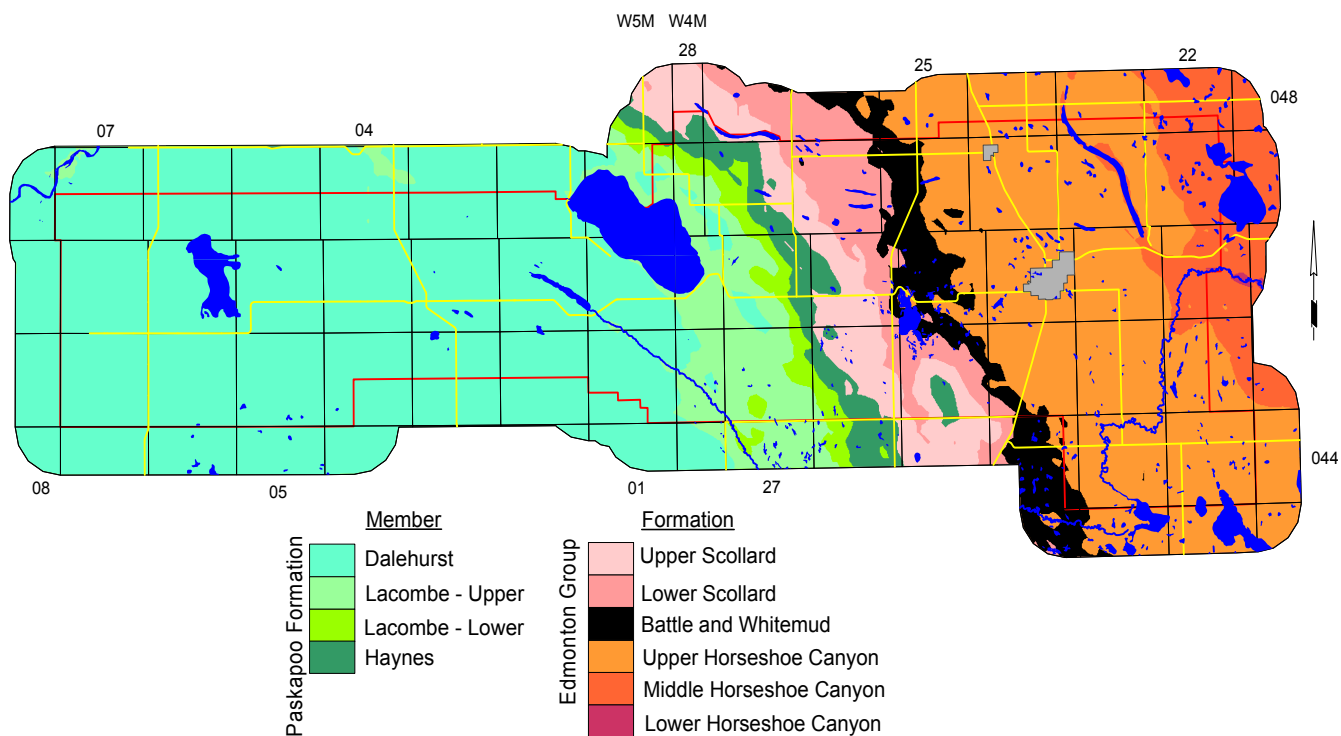 W5M W4M
28
25
22
048
07
04
08
05
01
27
044
Member
Formation
Paskapoo Formation
Dalehurst
Lacombe - Upper
Lacombe - Lower
Haynes
Edmonton Group
Upper Scollard
Lower Scollard
Battle and Whitemud
Upper Horseshoe Canyon
Middle Horseshoe Canyon
Lower Horseshoe Canyon